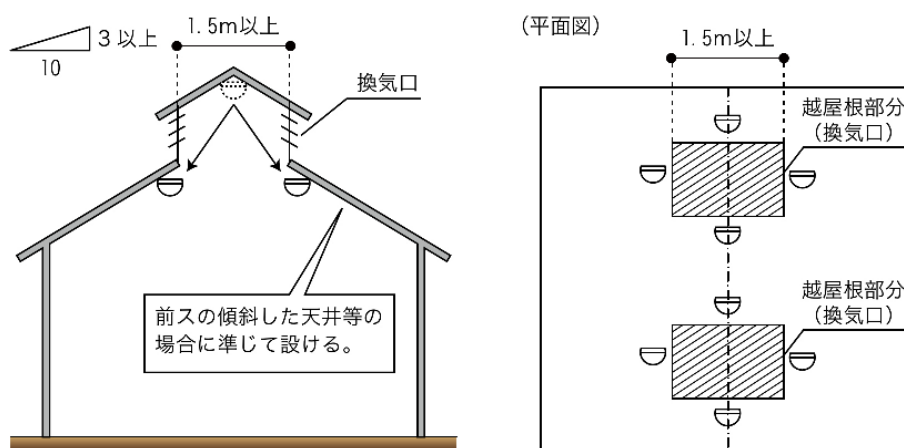 3以上
10
1.5m以上
換気口
前スの傾斜した天井等の
場合に準じて設ける。
(平面図)
1.5m以上
越屋根部分
(換気口)
越屋根部分
(換気口)